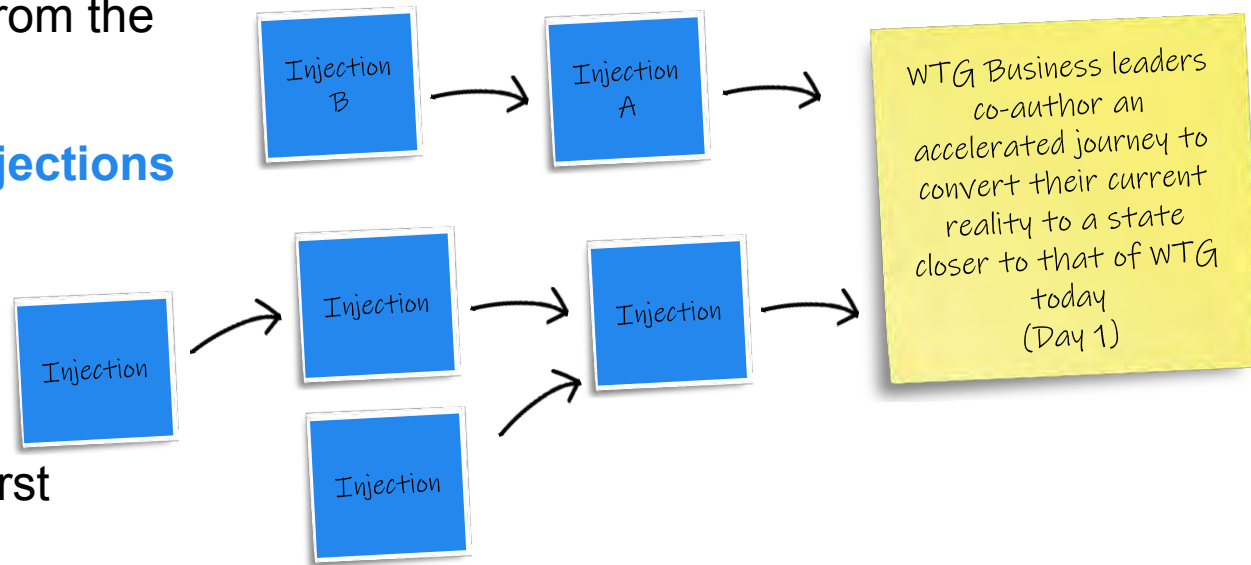 rom the
jections
rst
Injection
B
Injection
A
WTG Business leaders
co-author an
accelerated journey to
convert their current
reality to a state
closer to that of WTG
today
(Day 1)
Injection
Injection
Injection
Injection